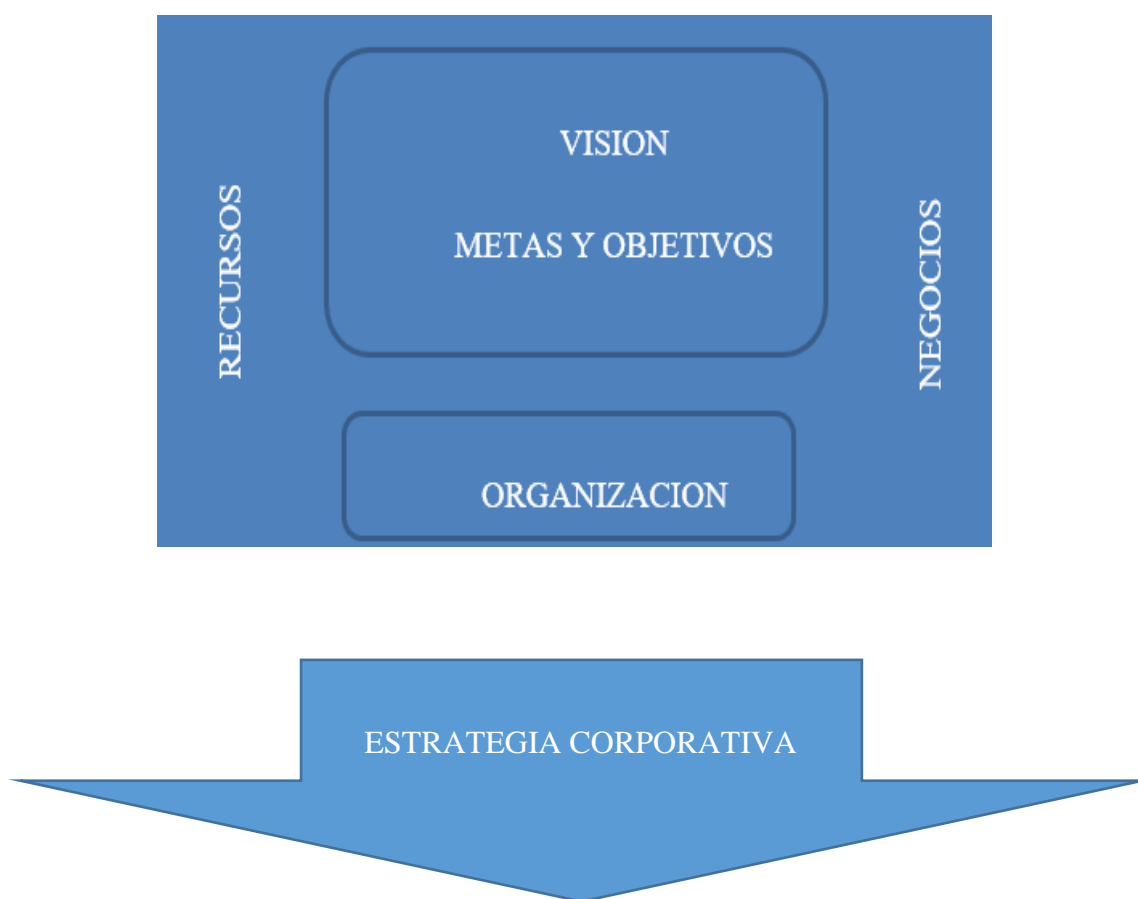 VISION
RECURSOS
METAS Y OBJETIVOS
NEGOCIOS
ORGANIZACION
ESTRATEGIA CORPORATIVA